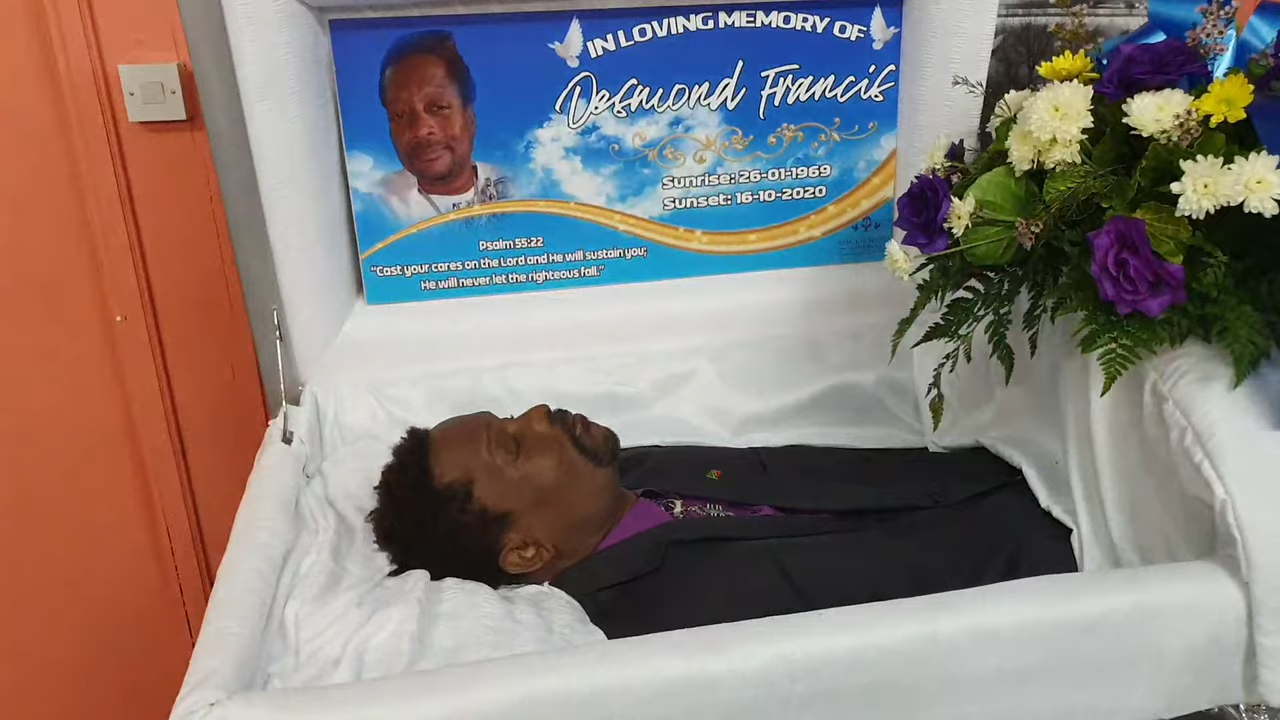 IN LOVING MEMORY OF
Desmond Francis
Sunrise: 26-01-1969
Sunset: 16-10-2020
Psalm 55:22
"Cast your cares on the Lord and He will sustain you;
He will never let the righteous fall."